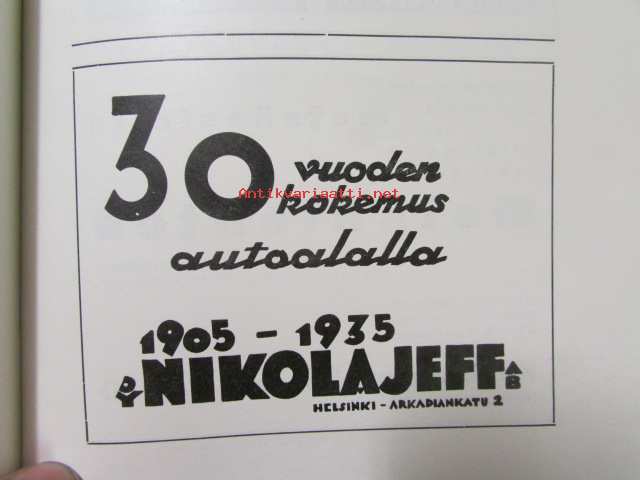 30 vuoden
kokemus
autoalalla
Antikvariaatti.net
1905 - 1935
OY NIKOLAJEFF AB
HELSINKI - ARKADIANKATU 2